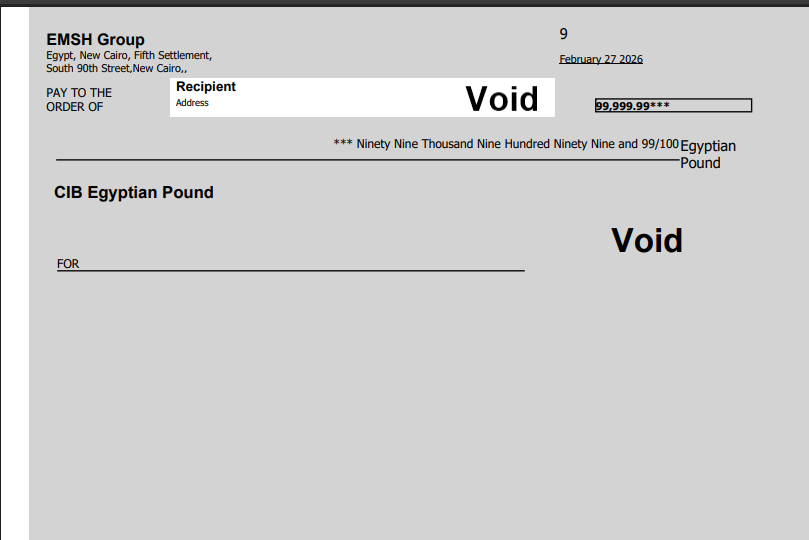 EMSH Group
Egypt, New Cairo, Fifth Settlement,
South 90th Street,New Cairo,,
9
February 27 2026
PAY TO THE
ORDER OF
Recipient
Address
Void
99,999.99***
*** Ninety Nine Thousand Nine Hundred Ninety Nine and 99/100
Egyptian
Pound
CIB Egyptian Pound
Void
FOR